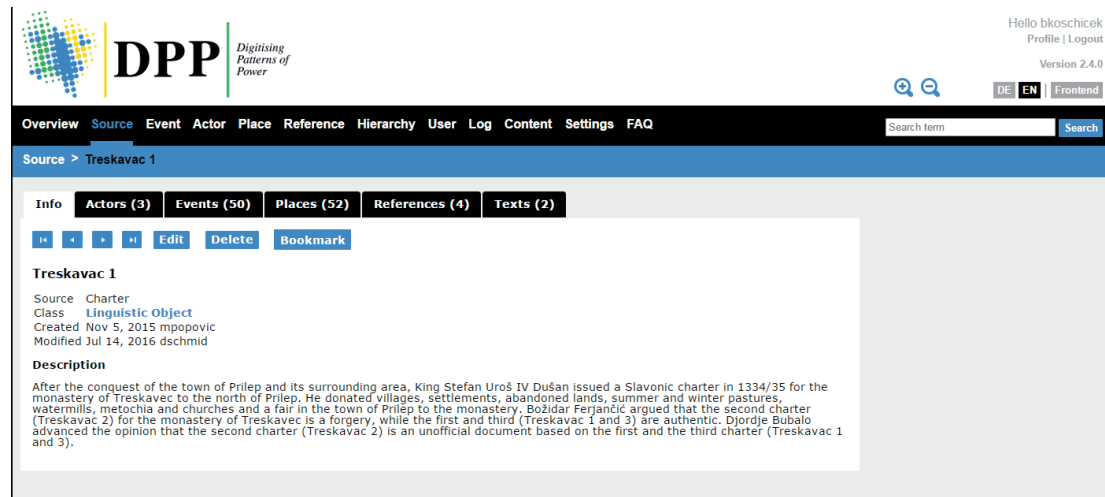 DPP
Digitising
Patterns of
Power
Hello bkoschicek
Profile | Logout
Version 2.4.0
DE EN | Frontend
Overview Source Event Actor Place Reference Hierarchy User Log Content Settings FAQ
Search term Search
Source > Treskavac 1
Info Actors (3) Events (50) Places (52) References (4) Texts (2)
Edit Delete Bookmark
Treskavac 1
Source Charter
Class Linguistic Object
Created Nov 5, 2015 mpopovic
Modified Jul 14, 2016 dschmid
Description
After the conquest of the town of Prilep and its surrounding area, King Stefan Uroš IV Dušan issued a Slavonic charter in 1334/35 for the
monastery of Treskavec to the north of Prilep. He donated villages, settlements, abandoned lands, summer and winter pastures,
watermills, metochia and churches and a fair in the town of Prilep to the monastery. Božidar Ferjančić argued that the second charter
(Treskavac 2) for the monastery of Treskavec is a forgery, while the first and third (Treskavac 1 and 3) are authentic. Djordje Bubalo
advanced the opinion that the second charter (Treskavac 2) is an unofficial document based on the first and the third charter (Treskavac 1
and 3).